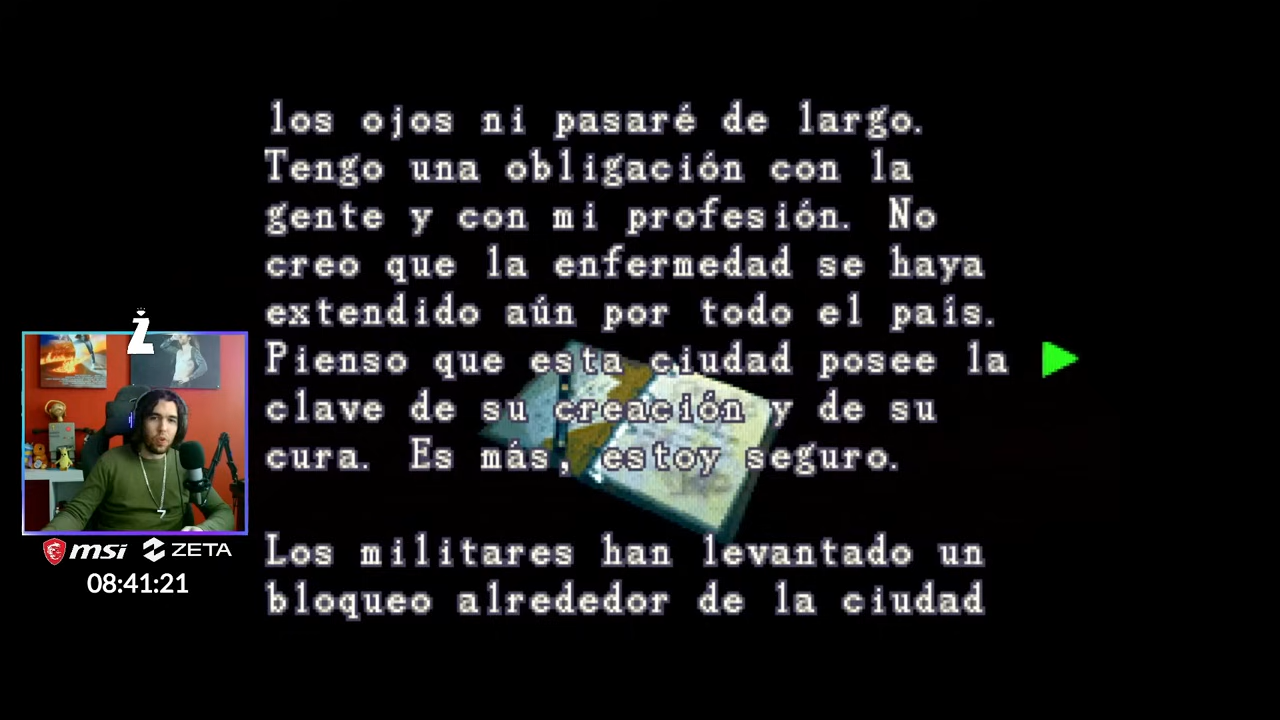 los ojos ni pasaré de largo.
Tengo una obligación con la
gente y con mi profesión. No
creo que la enfermedad se haya
extendido aún por todo el país.
Pienso que esta ciudad posee la
clave de su creación y de su
cura. Es más, estoy seguro.
Los militares han levantado un
bloqueo alrededor de la ciudad
msi ZETA
08:41:21